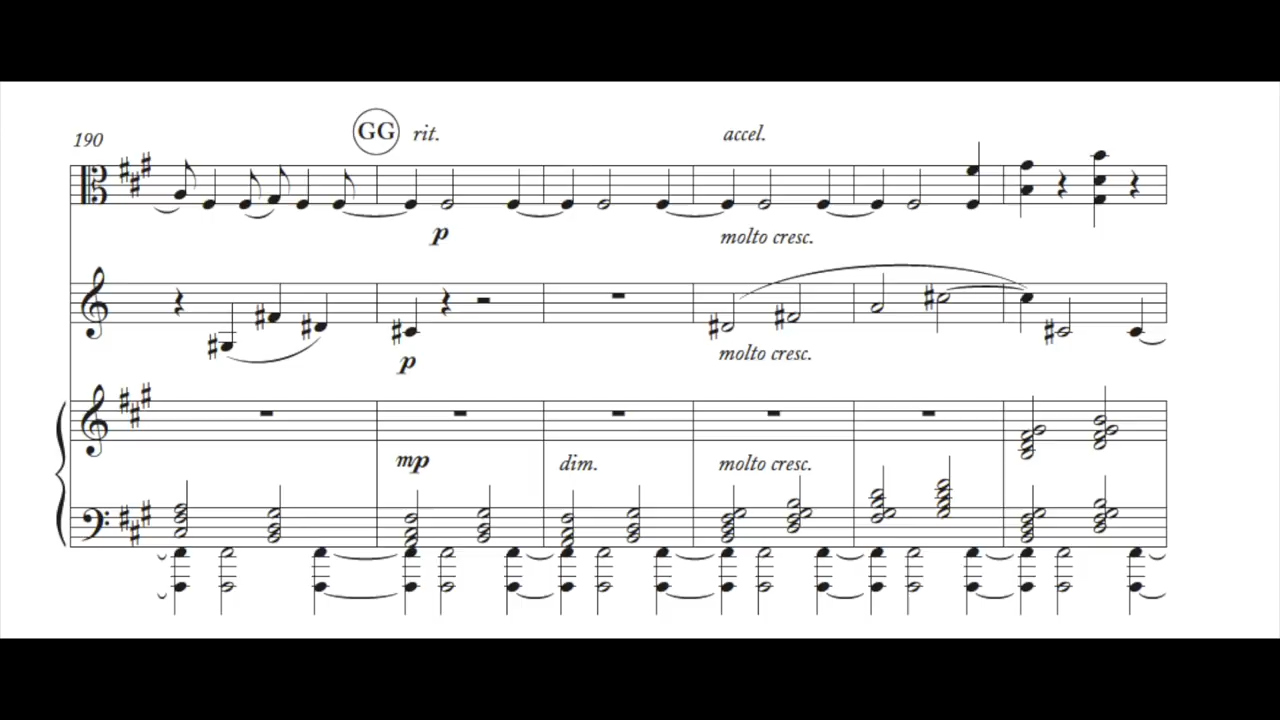 190
GG rit. accel.
p molto cresc.
p molto cresc.
mp dim. molto cresc.